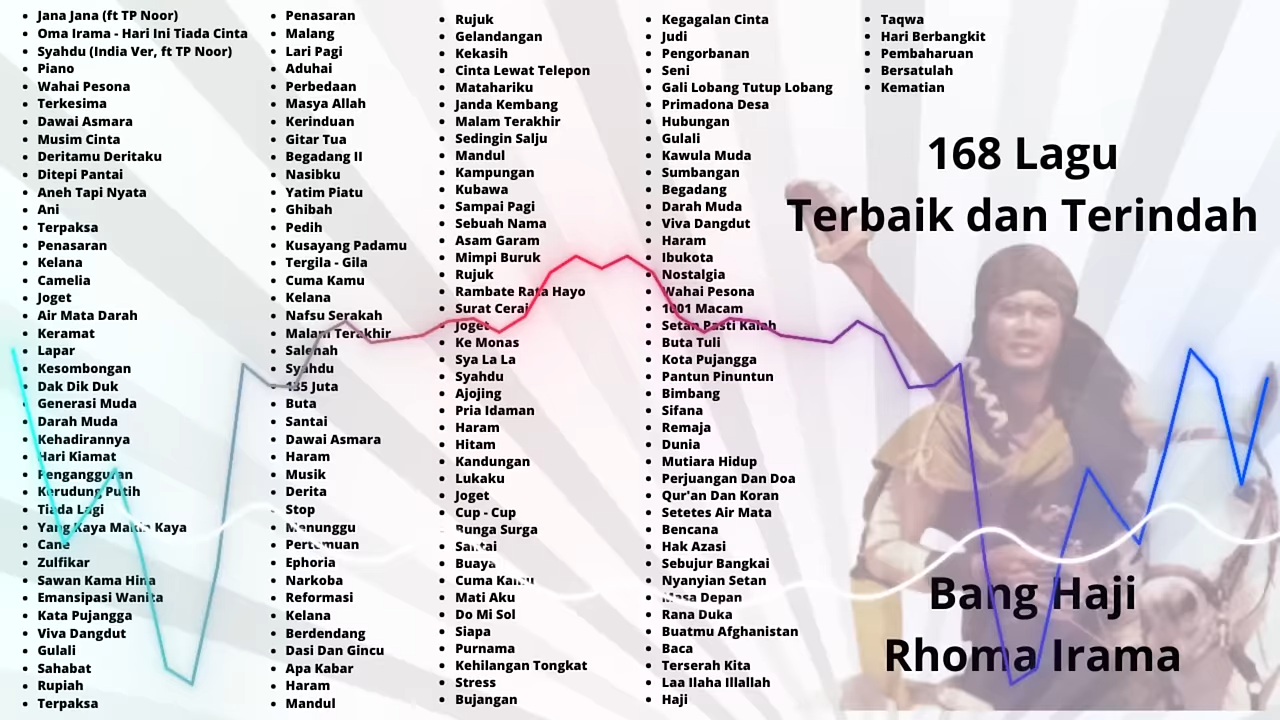 Jana Jana (ft TP Noor)
Oma Irama - Hari Ini Tiada Cinta
Syahdu (India Ver, ft TP Noor)
Piano
Wahai Pesona
Terkesima
Dawai Asmara
Musim Cinta
Deritamu Deritaku
Ditepi Pantai
Aneh Tapi Nyata
Ani
Terpaksa
Penasaran
Kelana
Camelia
Joget
Air Mata Darah
Keramat
Lapar
Kesombongan
Dak Dik Duk
Generasi Muda
Darah Muda
Kehadirannya
Hari Kiamat
Pengangguran
Kerudung Putih
Tiada Lagi
Yang Kaya Makin Kaya
Cane
Zulfikar
Sawan Kama Hina
Emansipasi Wanita
Kata Pujangga
Viva Dangdut
Gulali
Sahabat
Rupiah
Terpaksa
Penasaran
Malang
Lari Pagi
Aduhai
Perbedaan
Masya Allah
Kerinduan
Gitar Tua
Begadang II
Nasibku
Yatim Piatu
Ghibah
Pedih
Kusayang Padamu
Tergila - Gila
Cuma Kamu
Kelana
Nafsu Serakah
Malam Terakhir
Salehah
Syahdu
135 Juta
Buta
Santai
Dawai Asmara
Haram
Musik
Derita
Stop
Menunggu
Pertemuan
Ephoria
Narkoba
Reformasi
Kelana
Berdendang
Dasi Dan Gincu
Apa Kabar
Haram
Mandul
Rujuk
Gelandangan
Kekasih
Cinta Lewat Telepon
Matahariku
Janda Kembang
Malam Terakhir
Sedingin Salju
Mandul
Kampungan
Kubawa
Sampai Pagi
Sebuah Nama
Asam Garam
Mimpi Buruk
Rujuk
Rambate Rata Hayo
Surat Cerai
Joget
Ke Monas
Sya La La
Syahdu
Ajojing
Pria Idaman
Haram
Hitam
Kandungan
Lukaku
Joget
Cup - Cup
Bunga Surga
Santai
Buaya
Cuma Kamu
Mati Aku
Do Mi Sol
Siapa
Purnama
Kehilangan Tongkat
Stress
Bujangan
Kegagalan Cinta
Judi
Pengorbanan
Seni
Gali Lobang Tutup Lobang
Primadona Desa
Hubungan
Gulali
Kawula Muda
Sumbangan
Begadang
Darah Muda
Viva Dangdut
Haram
Ibukota
Nostalgia
Wahai Pesona
1001 Macam
Setan Pasti Kalah
Buta Tuli
Kota Pujangga
Pantun Pinuntun
Bimbang
Sifana
Remaja
Dunia
Mutiara Hidup
Perjuangan Dan Doa
Qur'an Dan Koran
Setetes Air Mata
Bencana
Hak Azasi
Sebujur Bangkai
Nyanyian Setan
Masa Depan
Rana Duka
Buatmu Afghanistan
Baca
Terserah Kita
Laa Ilaha Illallah
Haji
Taqwa
Hari Berbangkit
Pembaharuan
Bersatulah
Kematian
168 Lagu
Terbaik dan Terindah
Bang Haji
Rhoma Irama